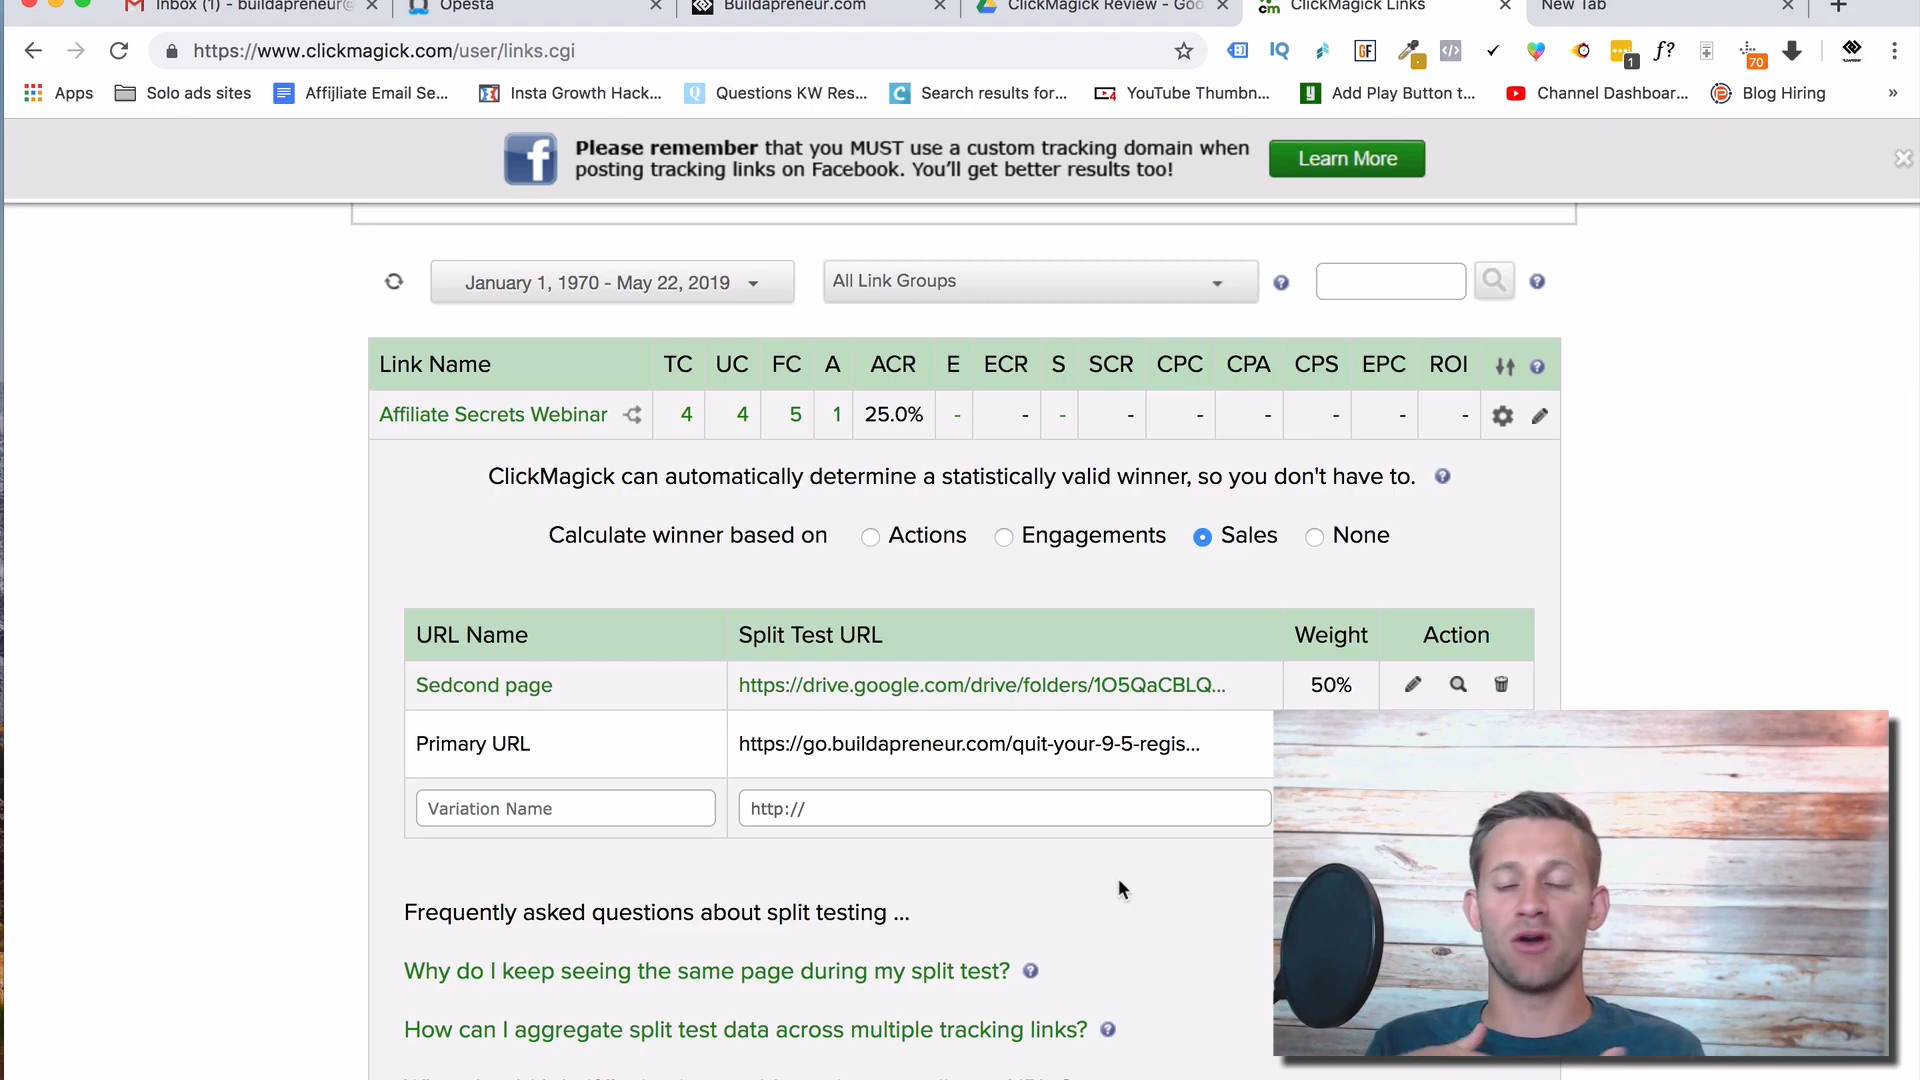 Inbox (1) - buildapreneur@
Opesta
Buildapreneur.com
ClickMagick Review - Goo
ClickMagick Links
New Tab
https://www.clickmagick.com/user/links.cgi
IQ
GF
1
f?
70
Apps
Solo ads sites
Affijliate Email Se...
Insta Growth Hack...
Questions KW Res...
Search results for...
YouTube Thumbn...
Add Play Button t...
Channel Dashboar...
Blog Hiring
»
Please remember that you MUST use a custom tracking domain when
posting tracking links on Facebook. You'll get better results too!
Learn More
January 1, 1970 - May 22, 2019
All Link Groups
Link Name TC UC FC A ACR E ECR S SCR CPC CPA CPS EPC ROI
Affiliate Secrets Webinar 4 4 5 1 25.0% - - - - - - - - -
ClickMagick can automatically determine a statistically valid winner, so you don't have to.
Calculate winner based on Actions Engagements Sales None
URL Name Split Test URL Weight Action
Sedcond page https://drive.google.com/drive/folders/1O5QaCBLQ... 50%
Primary URL https://go.buildapreneur.com/quit-your-9-5-regis...
Variation Name http://
Frequently asked questions about split testing ...
Why do I keep seeing the same page during my split test?
How can I aggregate split test data across multiple tracking links?